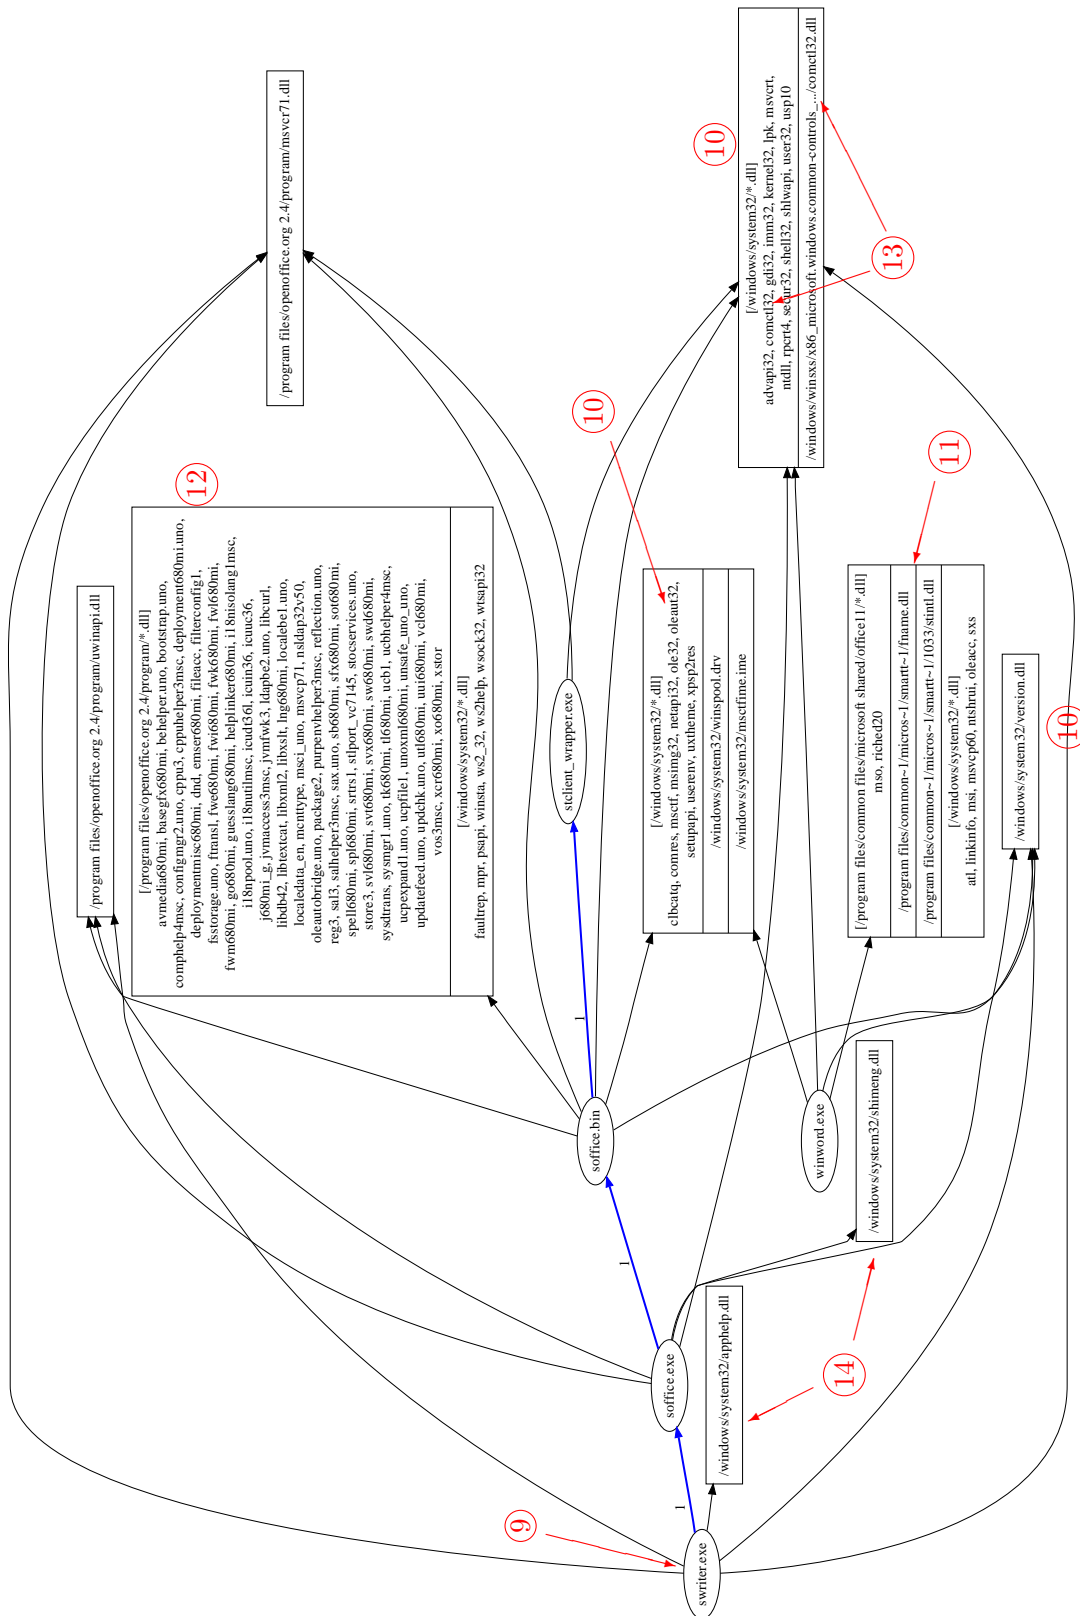 /program files/openoffice.org 2.4/program/msvcr71.dll
/program files/openoffice.org 2.4/program/uwinapi.dll
12
[/program files/openoffice.org 2.4/program/*.dll]
avmedia680mi, basegfx680mi, behelper.uno, bootstrap.uno,
comphelp4msc, configmgr2.uno, cppu3, cppuhelper3msc, deployment680mi.uno,
deploymentmisc680mi, dnd, emser680mi, fileacc, filterconfig1,
fsstorage.uno, ftransl, fwe680mi, fwi680mi, fwk680mi, fwl680mi,
fwm680mi, go680mi, guesslang680mi, helplinker680mi, i18nisolang1msc,
i18npool.uno, i18nutilmsc, icudt36l, icuin36, icuuc36,
j680mi_g, jvmaccess3msc, jvmfwk3, ldapbe2.uno, libcurl,
libdb42, libtextcat, libxml2, libxslt, lng680mi, localebe1.uno,
localedata_en, mcnttype, msci_uno, msvcp71, nsldap32v50,
oleautobridge.uno, package2, purpenvhelper3msc, reflection.uno,
reg3, sal3, salhelper3msc, sax.uno, sb680mi, sfx680mi, sot680mi,
spell680mi, spl680mi, srtrs1, stlport_vc7145, stocservices.uno,
store3, svl680mi, svt680mi, svx680mi, sw680mi, swd680mi,
sysdtrans, sysmgr1.uno, tk680mi, tl680mi, ucb1, ucbhelper4msc,
ucpexpand1.uno, ucpfile1, unoxml680mi, unsafe_uno_uno,
updatefeed.uno, updchk.uno, utl680mi, uui680mi, vcl680mi,
vos3msc, xcr680mi, xo680mi, xstor
[/windows/system32/*.dll]
faultrep, mpr, psapi, winsta, ws2_32, ws2help, wsock32, wtsapi32
10
[/windows/system32/*.dll]
advapi32, comctl32, gdi32, imm32, kernel32, lpk, msvcrt,
ntdll, rpcrt4, secur32, shell32, shlwapi, user32, usp10
/windows/winsxs/x86_microsoft.windows.common-controls_.../comctl32.dll
13
10
[/windows/system32/*.dll]
clbcatq, comres, msctf, msimg32, netapi32, ole32, oleaut32,
setupapi, userenv, uxtheme, xpsp2res
/windows/system32/winspool.drv
/windows/system32/msctfime.ime
11
[/program files/common files/microsoft shared/office11/*.dll]
mso, riched20
/program files/common~1/micros~1/smartt~1/fname.dll
/program files/common~1/micros~1/smartt~1/1033/stintl.dll
[/windows/system32/*.dll]
atl, linkinfo, msi, msvcp60, ntshrui, oleacc, sxs
/windows/system32/version.dll
10
stclient_wrapper.exe
1
soffice.bin
winword.exe
/windows/system32/shimeng.dll
1
soffice.exe
/windows/system32/apphelp.dll
14
1
9
swriter.exe